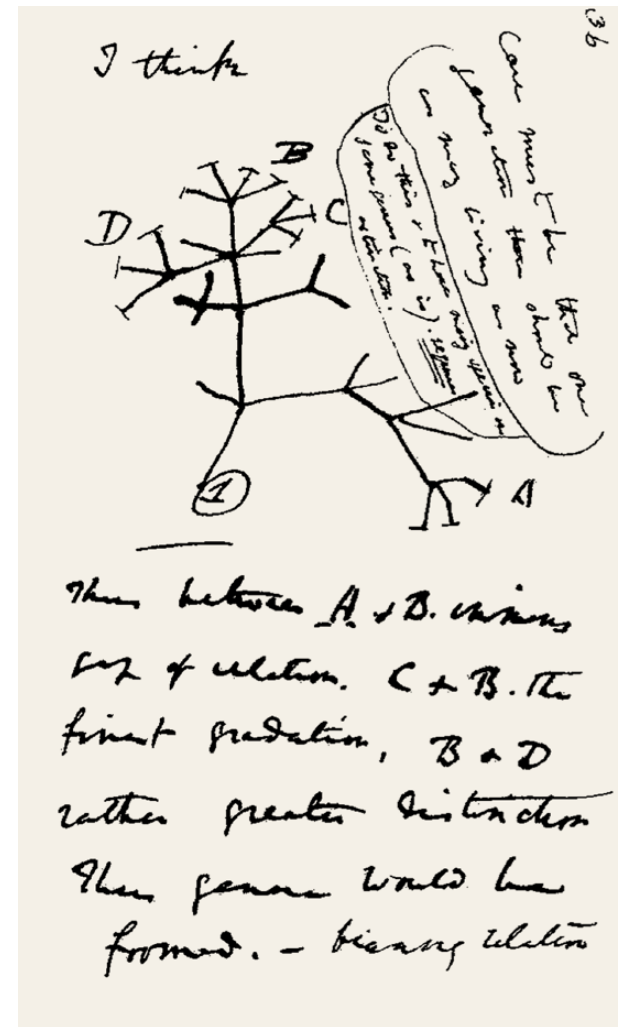 I think
36
Case must be that one
generation then should be
as many living as now
To do this & to have many species in
same genus (as is). requires
extinction.
B
C
D
A
1
Thus between A & B. immense
gap of relation. C & B. the
finest gradation, B & D
rather greater distinction
Thus genera would be
formed. — bearing relation